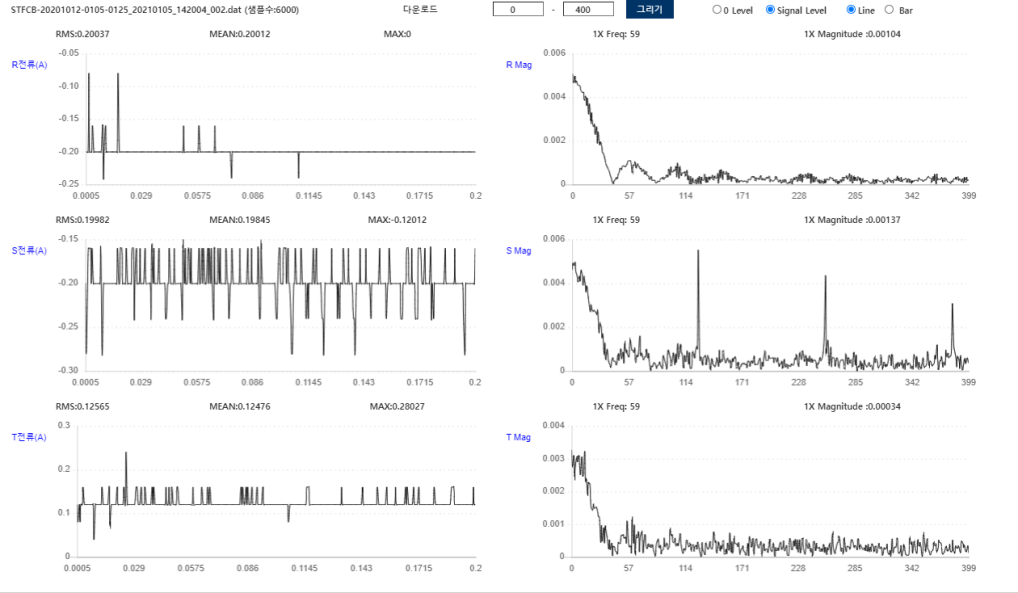 STFCB-20201012-0105-0125_20210105_142004_002.dat (샘플수:6000) 다운로드 0 - 400 그리기 0 Level Signal Level Line Bar
RMS:0.20037 MEAN:0.20012 MAX:0 1X Freq: 59 1X Magnitude :0.00104
R전류(A)
-0.05
-0.10
-0.15
-0.20
-0.25
0.0005 0.029 0.0575 0.086 0.1145 0.143 0.1715 0.2
R Mag
0.006
0.004
0.002
0
0 57 114 171 228 285 342 399
RMS:0.19982 MEAN:0.19845 MAX:-0.12012 1X Freq: 59 1X Magnitude :0.00137
S전류(A)
-0.15
-0.20
-0.25
-0.30
0.0005 0.029 0.0575 0.086 0.1145 0.143 0.1715 0.2
S Mag
0.006
0.004
0.002
0
0 57 114 171 228 285 342 399
RMS:0.12565 MEAN:0.12476 MAX:0.28027 1X Freq: 59 1X Magnitude :0.00034
T전류(A)
0.3
0.2
0.1
0
0.0005 0.029 0.0575 0.086 0.1145 0.143 0.1715 0.2
T Mag
0.004
0.003
0.002
0.001
0
0 57 114 171 228 285 342 399